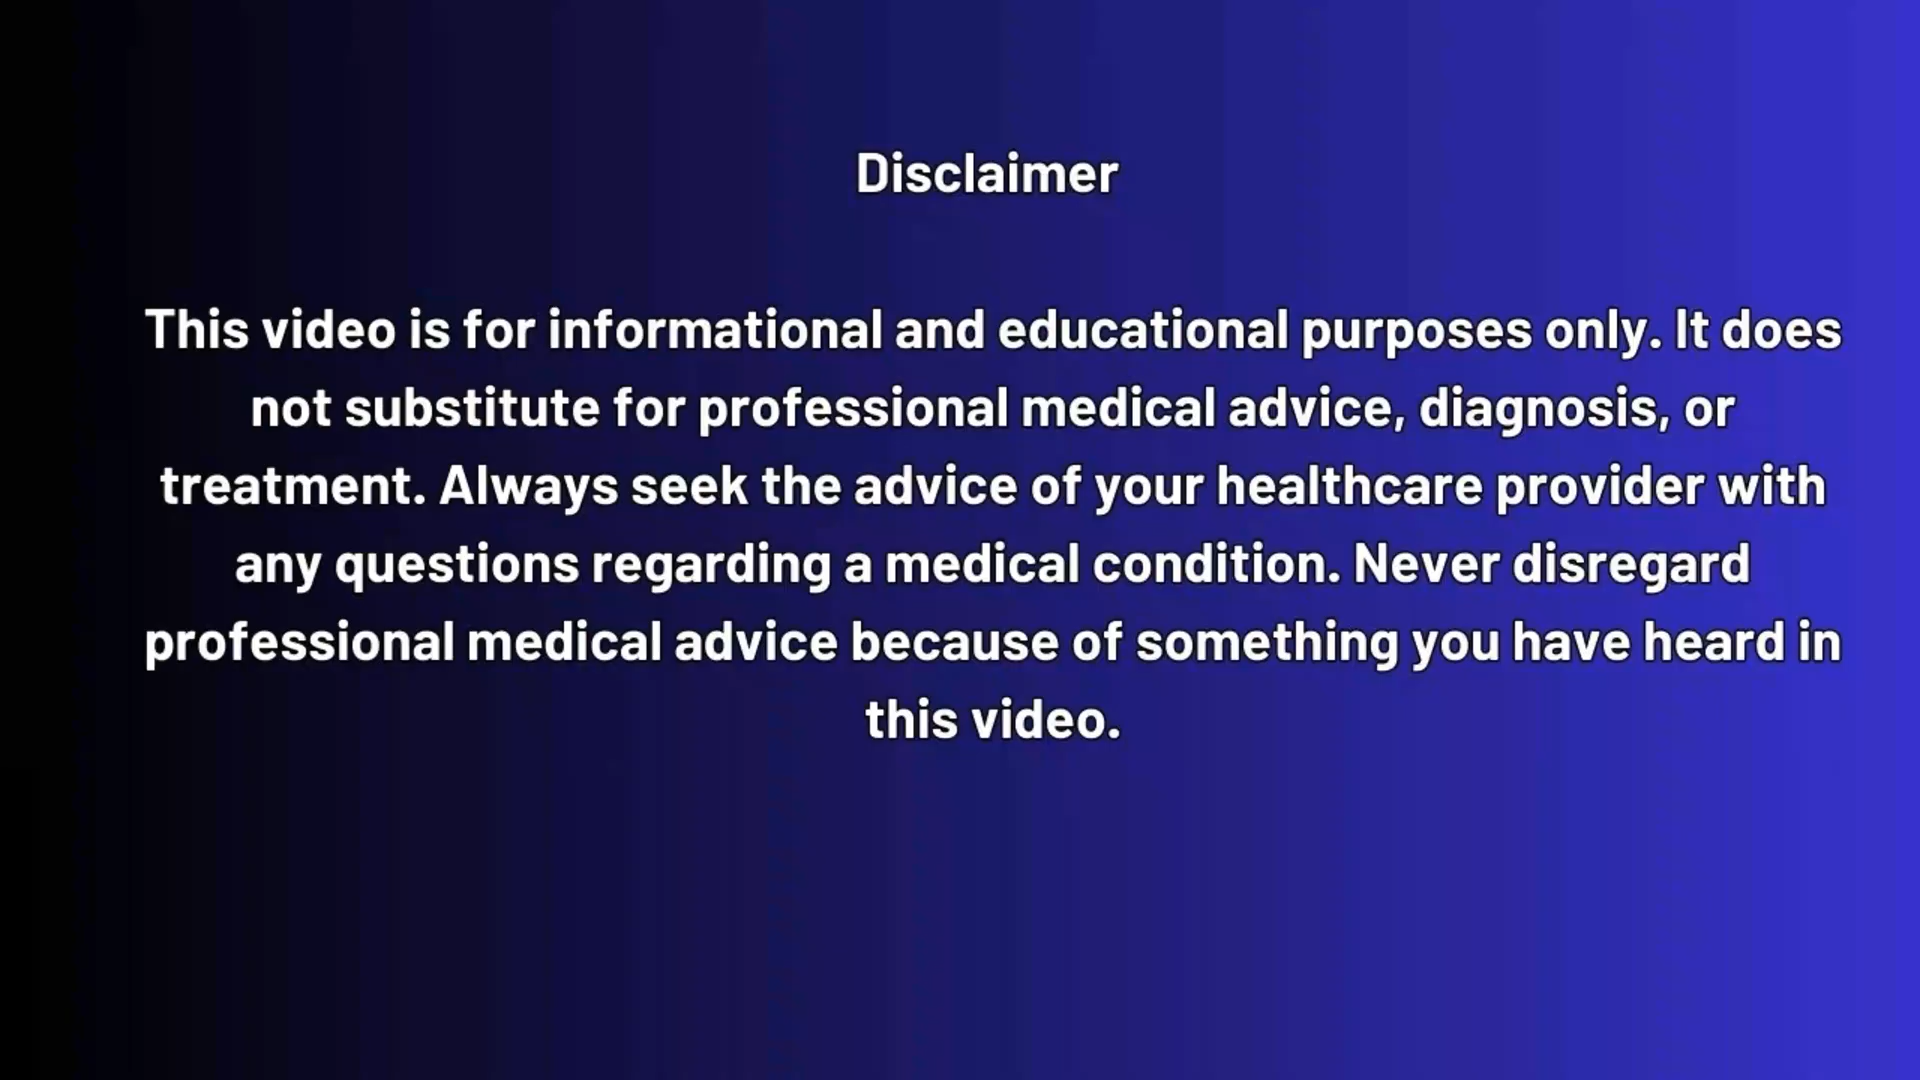 Disclaimer
This video is for informational and educational purposes only. It does
not substitute for professional medical advice, diagnosis, or
treatment. Always seek the advice of your healthcare provider with
any questions regarding a medical condition. Never disregard
professional medical advice because of something you have heard in
this video.